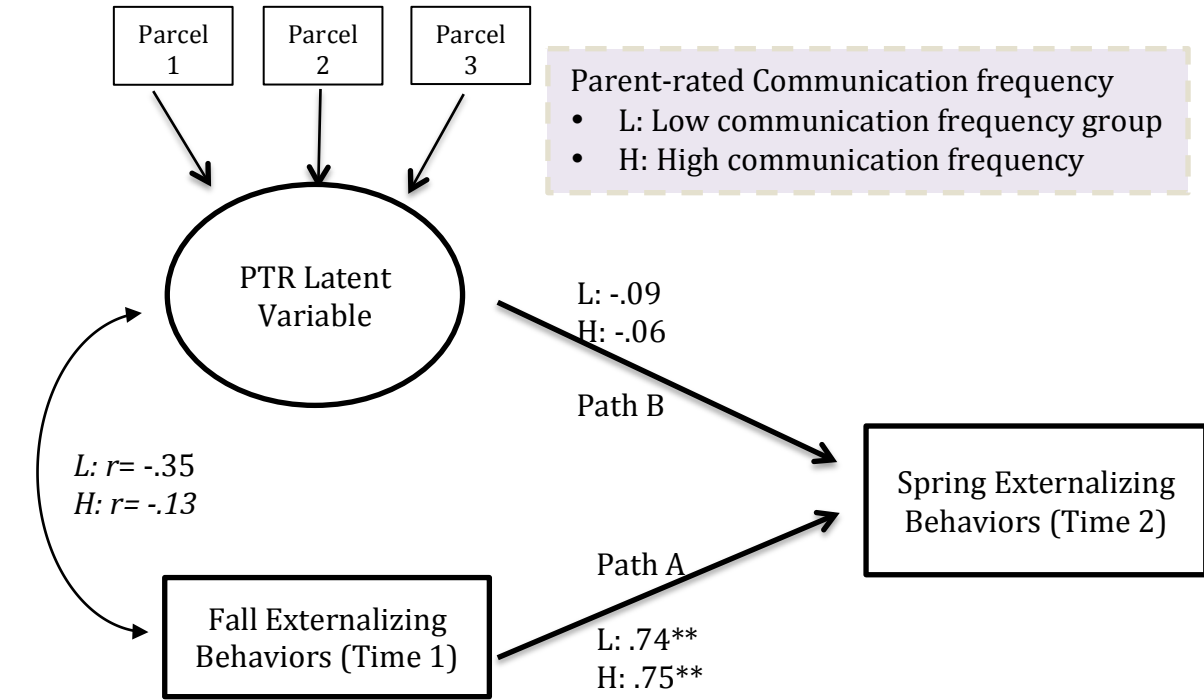 Parcel
1
Parcel
2
Parcel
3
Parent-rated Communication frequency
• L: Low communication frequency group
• H: High communication frequency
PTR Latent
Variable
L: -.09
H: -.06
Path B
L: r= -.35
H: r= -.13
Spring Externalizing
Behaviors (Time 2)
Path A
Fall Externalizing
Behaviors (Time 1)
L: .74**
H: .75**